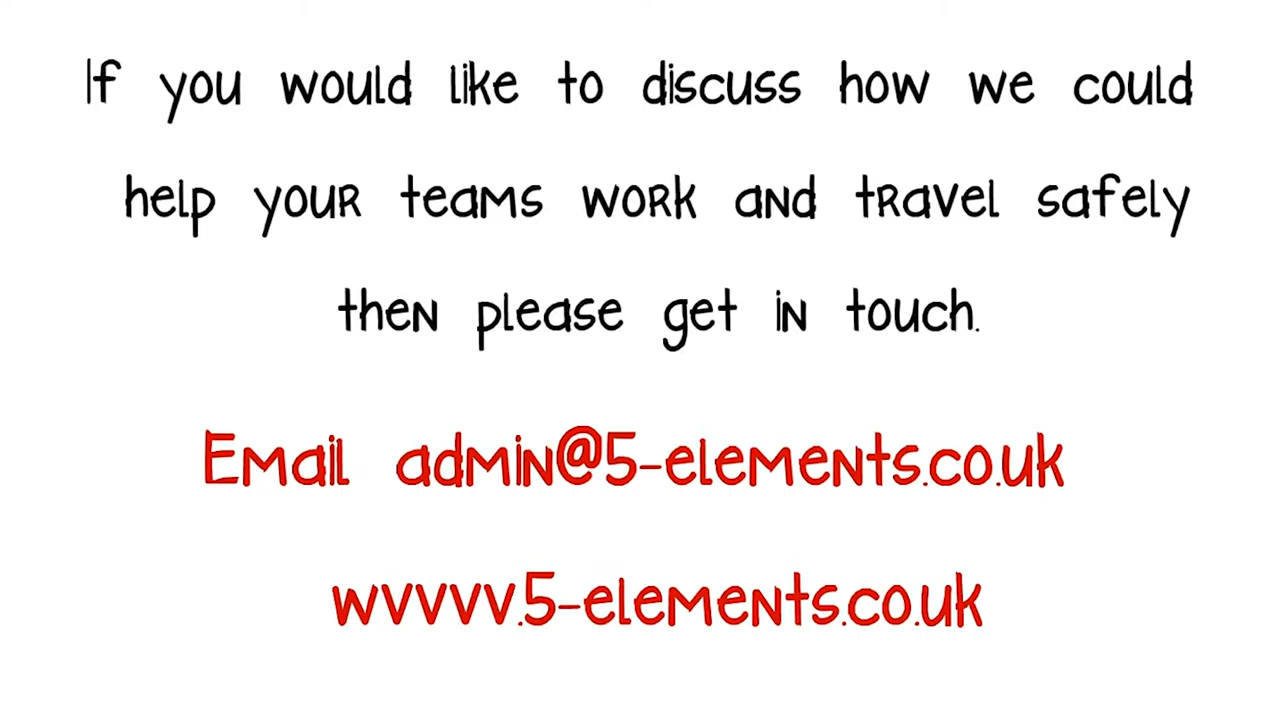 If you would like to discuss how we could
help your teams work and travel safely
then please get in touch.
Email admin@5-elements.co.uk
www.5-elements.co.uk